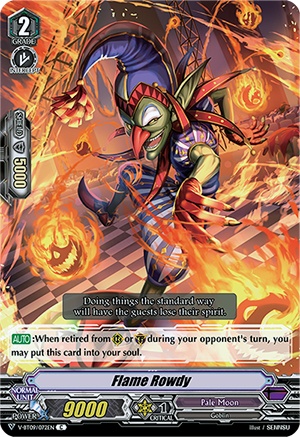 2
GRADE
INTERCEPT
SHIELD
5000
Doing things the standard way
will have the guests lose their spirit.
AUTO:When retired from or during your opponent's turn, you
may put this card into your soul.
Flame Rowdy
NORMAL
UNIT
POWER
9000
1
CRITICAL
Pale Moon
Goblin
V-BT09/072EN C
Illust / SENNSU